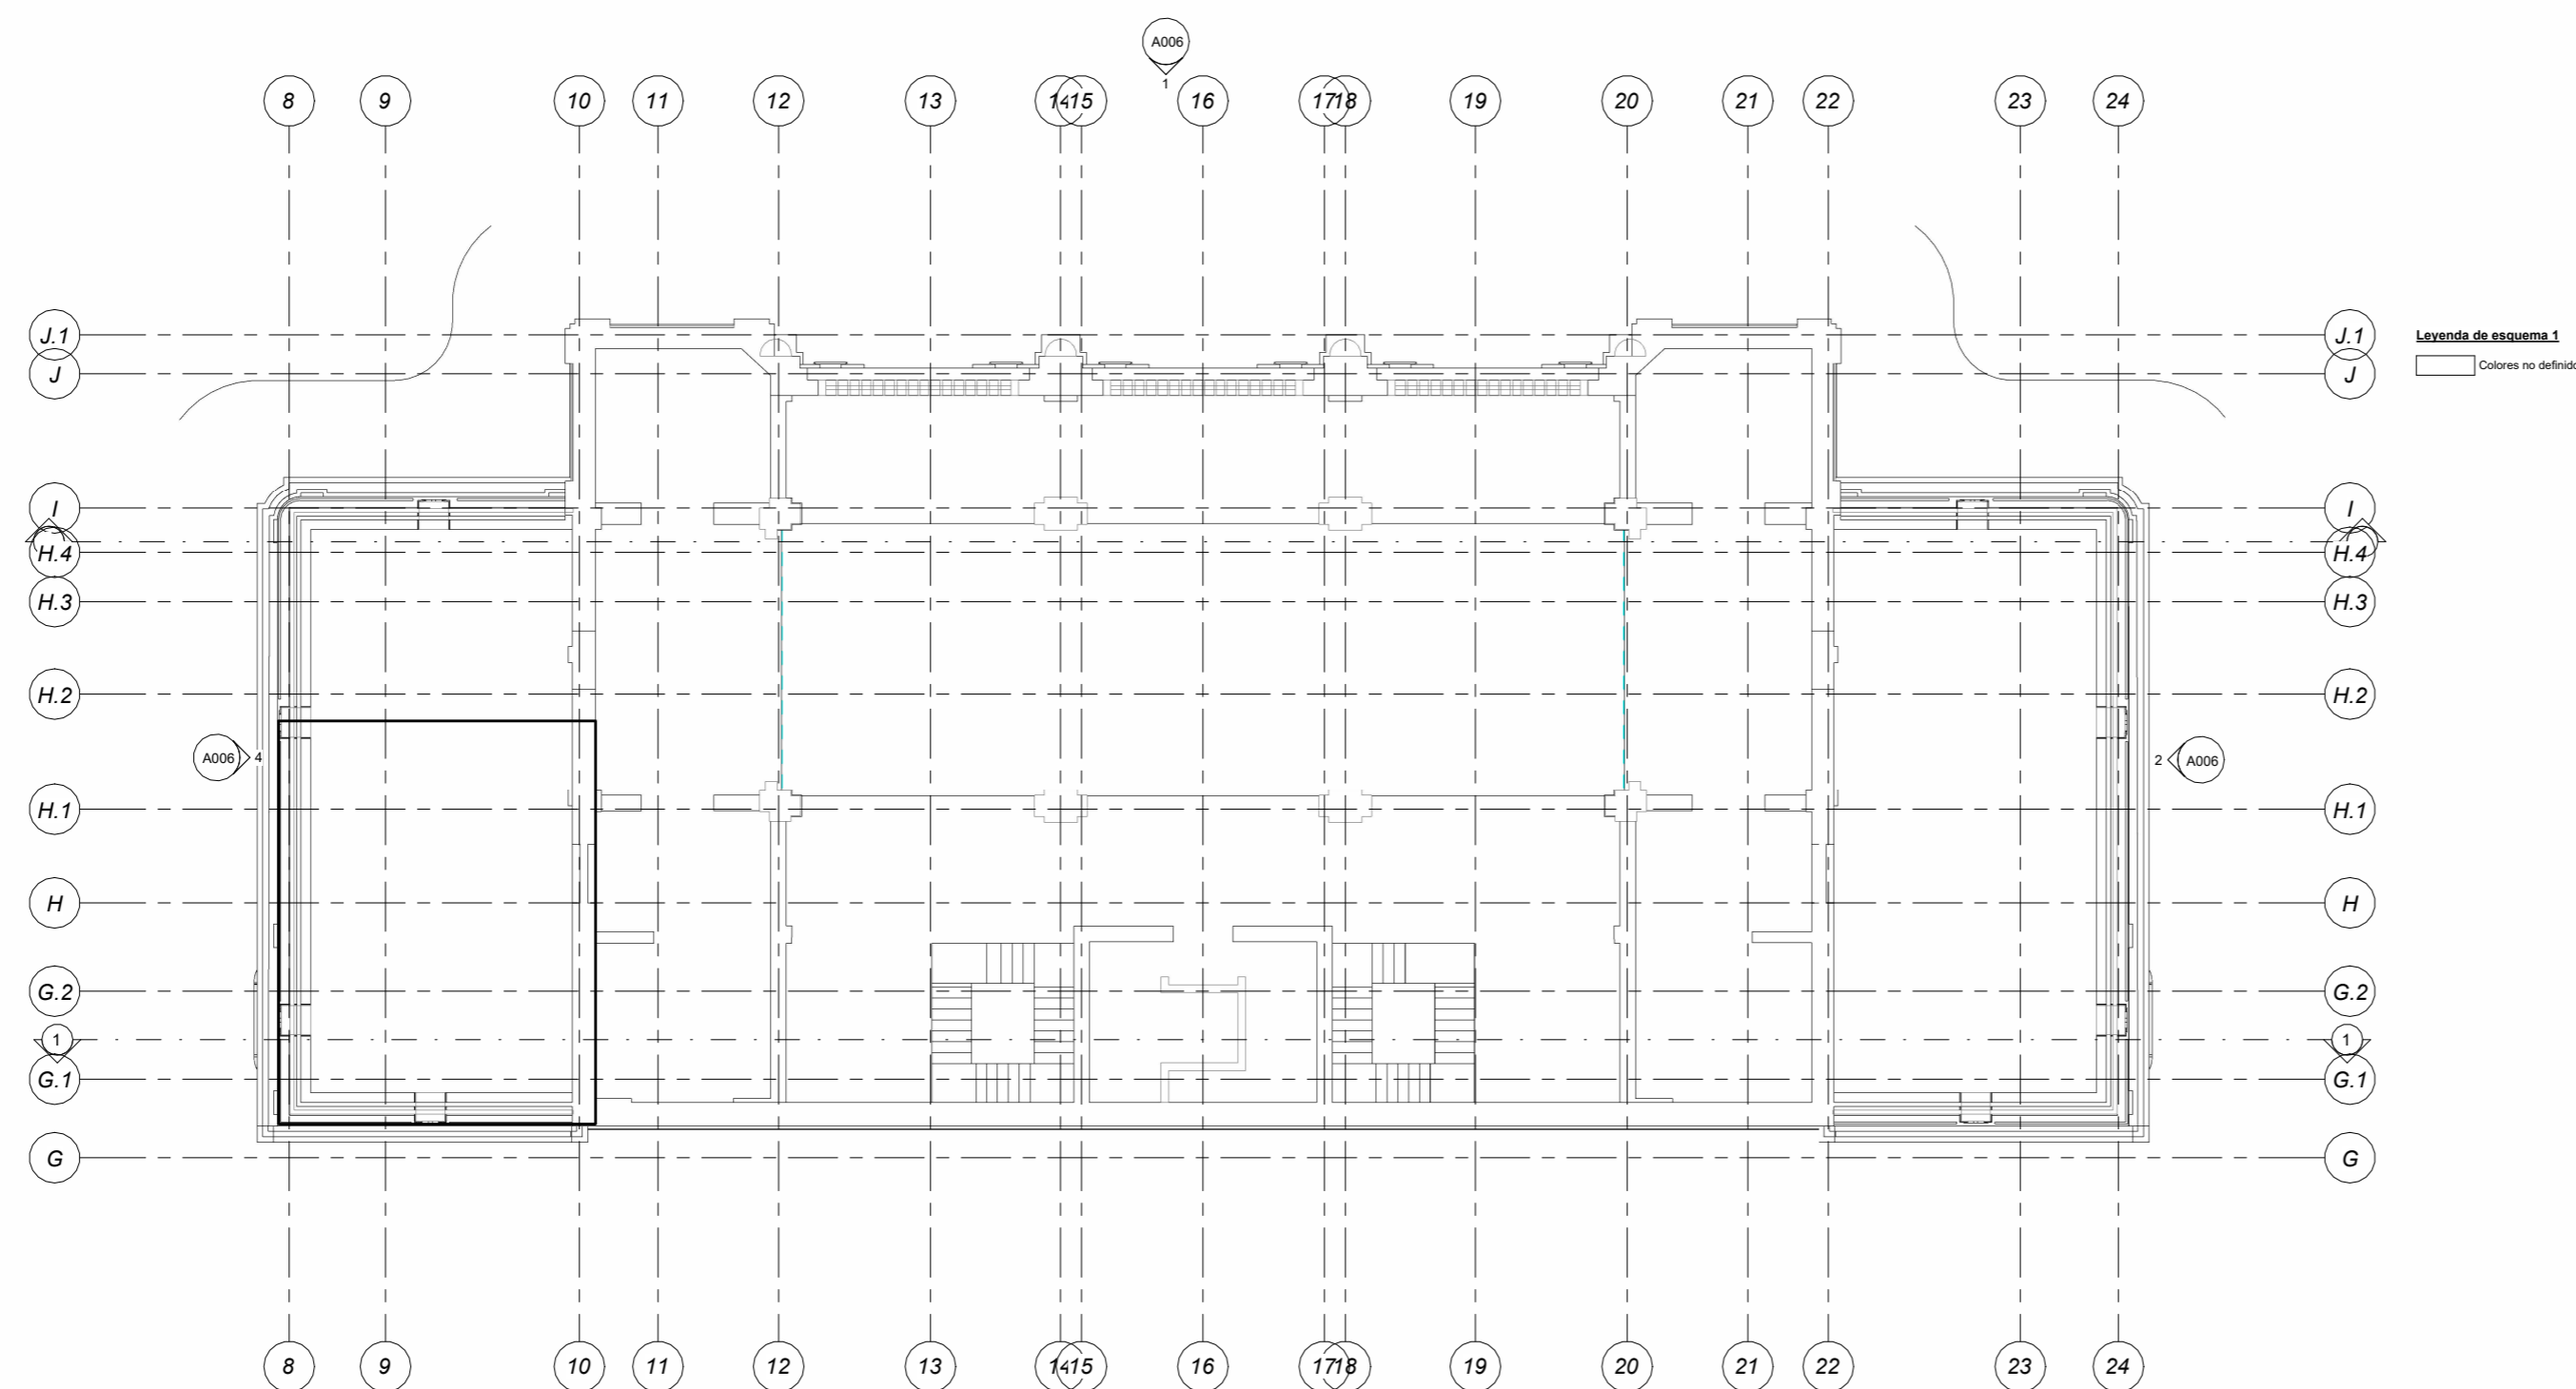 A006
1
8 9 10 11 12 13 14 15 16 17 18 19 20 21 22 23 24
J.1 J.1
Leyenda de esquema 1
J J
Colores no definido
I I
H.4 H.4
H.3 H.3
H.2 H.2
A006 4 2 A006
H.1 H.1
H H
G.2 G.2
1 1
G.1 G.1
G G
8 9 10 11 12 13 14 15 16 17 18 19 20 21 22 23 24